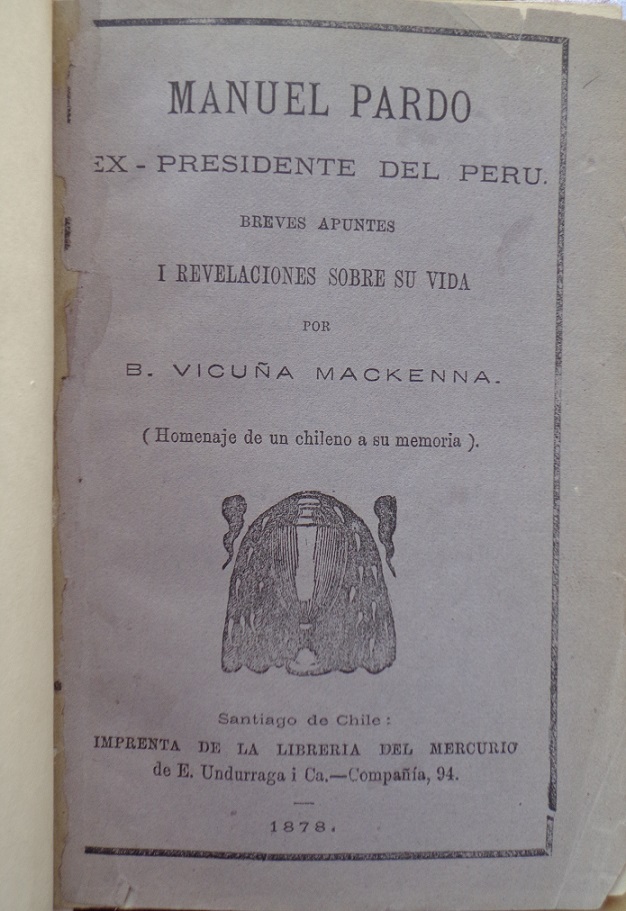 MANUEL PARDO
EX-PRESIDENTE DEL PERU.
BREVES APUNTES
I REVELACIONES SOBRE SU VIDA
POR
B. VICUÑA MACKENNA.
(Homenaje de un chileno a su memoria).
Santiago de Chile:
IMPRENTA DE LA LIBRERIA DEL MERCURIO
de E. Undurraga i Ca.—Compañía, 94.
1878.